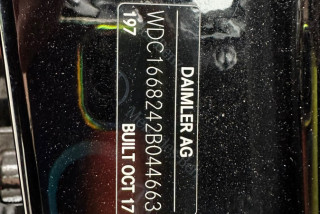 DAIMLER AG
WDC1668242B044663
197 BUILT OCT 17